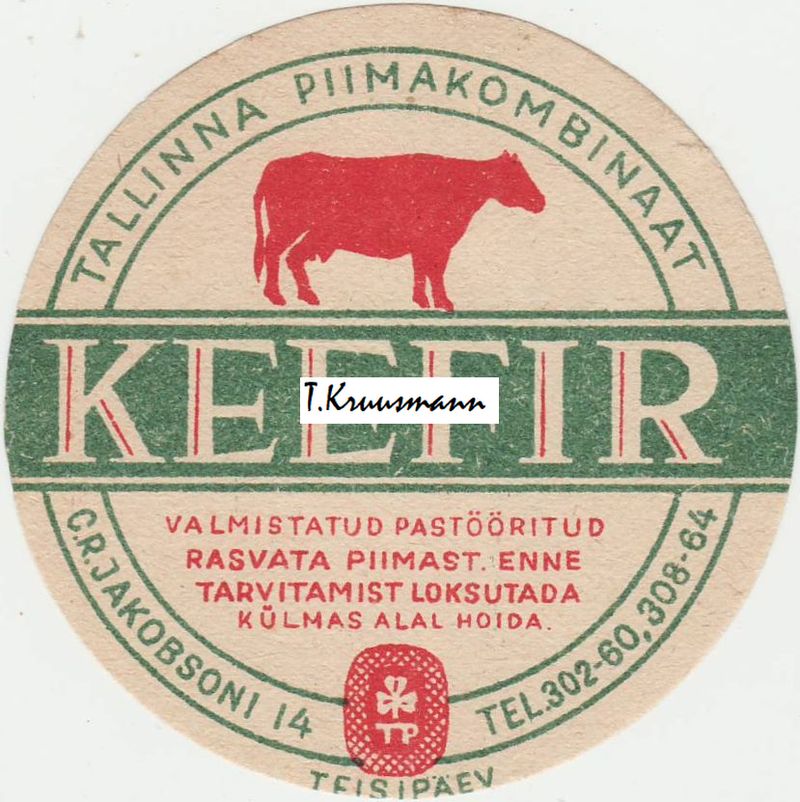 TALLINNA PIIMAKOMBINAAT
KEEFIR
T.Kruusmann
VALMISTATUD PASTÖÖRITUD
RASVATA PIIMAST. ENNE
TARVITAMIST LOKSUTADA
KÜLMAS ALAL HOIDA.
C.R.JAKOBSONI 14
TP
TEL.302-60,308-64
TEISIPÄEV